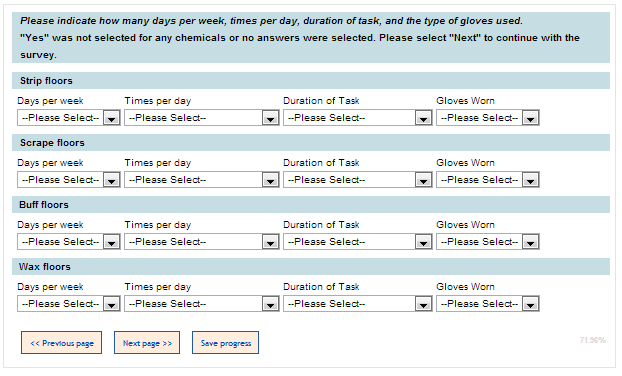 Please indicate how many days per week, times per day, duration of task, and the type of gloves used.
"Yes" was not selected for any chemicals or no answers were selected. Please select "Next" to continue with the
survey.
Strip floors
Days per week Times per day Duration of Task Gloves Worn
--Please Select-- --Please Select-- --Please Select-- --Please Select--
Scrape floors
Days per week Times per day Duration of Task Gloves Worn
--Please Select-- --Please Select-- --Please Select-- --Please Select--
Buff floors
Days per week Times per day Duration of Task Gloves Worn
--Please Select-- --Please Select-- --Please Select-- --Please Select--
Wax floors
Days per week Times per day Duration of Task Gloves Worn
--Please Select-- --Please Select-- --Please Select-- --Please Select--
<< Previous page Next page >> Save progress 71.96%